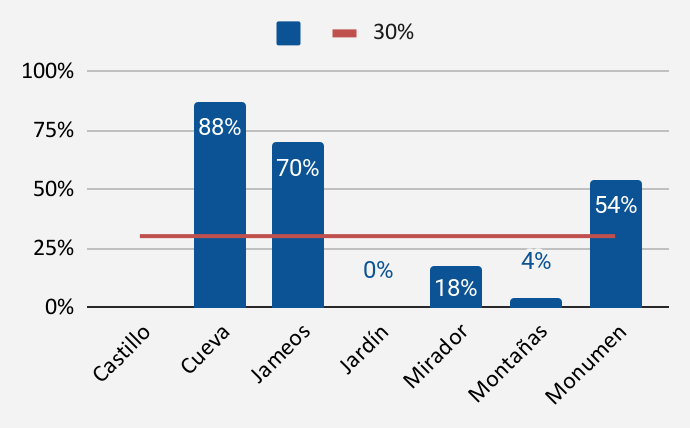 30%
100%
75%
50%
25%
0%
88%
70%
0%
18%
4%
54%
Castillo
Cueva
Jameos
Jardín
Mirador
Montañas
Monumen